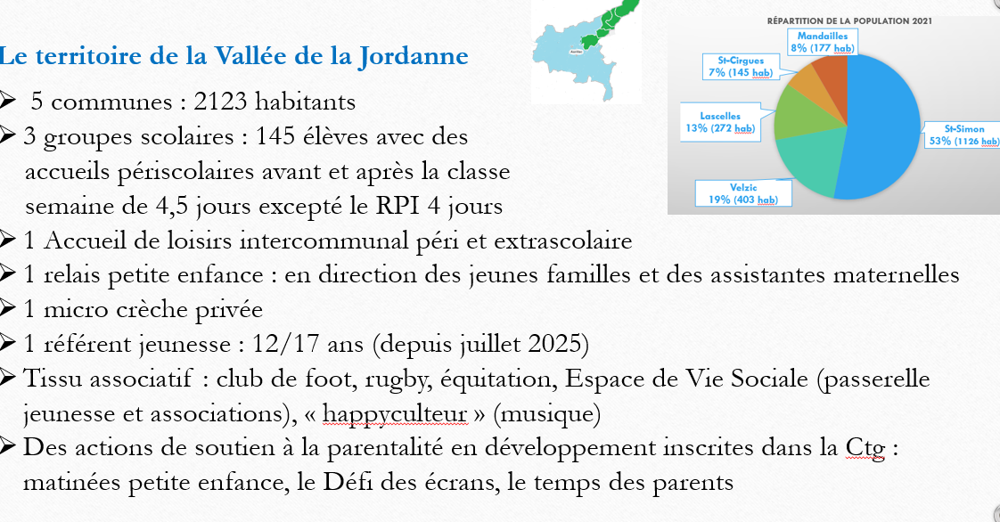 Le territoire de la Vallée de la Jordanne
5 communes : 2123 habitants
3 groupes scolaires : 145 élèves avec des
accueils périscolaires avant et après la classe
semaine de 4,5 jours excepté le RPI 4 jours
1 Accueil de loisirs intercommunal péri et extrascolaire
1 relais petite enfance : en direction des jeunes familles et des assistantes maternelles
1 micro crèche privée
1 référent jeunesse : 12/17 ans (depuis juillet 2025)
Tissu associatif : club de foot, rugby, équitation, Espace de Vie Sociale (passerelle
jeunesse et associations), « happyculteur » (musique)
Des actions de soutien à la parentalité en développement inscrites dans la Ctg :
matinées petite enfance, le Défi des écrans, le temps des parents
RÉPARTITION DE LA POPULATION 2021
Mandailles
8% (177 hab)
St-Cirgues
7% (145 hab)
Lascelles
13% (272 hab)
St-Simon
53% (1126 hab)
Velzic
19% (403 hab)